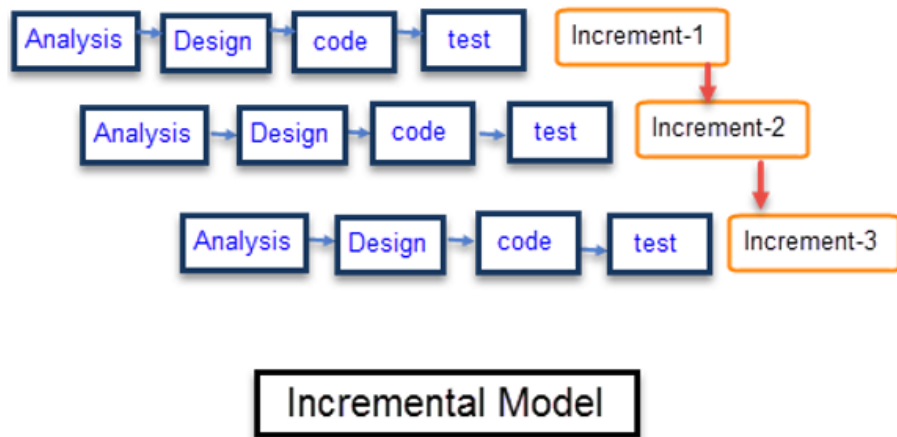 Analysis Design code test Increment-1
Analysis Design code test Increment-2
Analysis Design code test Increment-3
Incremental Model